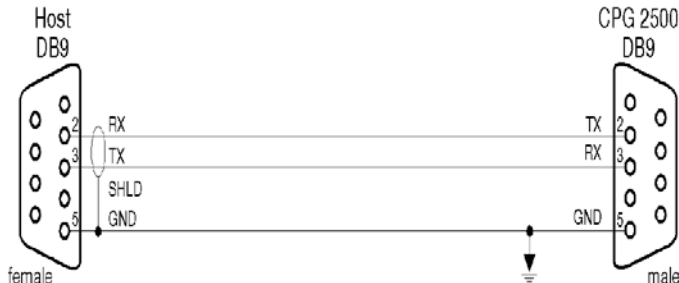 Host
DB9
CPG 2500
DB9
2 RX
TX 2
3 TX
RX 3
SHLD
5 GND
GND 5
female
male